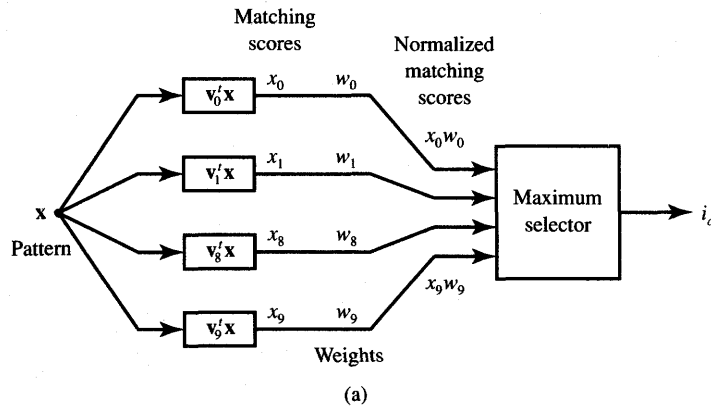 Matching
scores
Normalized
matching
scores
v₀ᵗx
x₀
w₀
x₀w₀
v₁ᵗx
x₁
w₁
x
Pattern
Maximum
selector
v₈ᵗx
x₈
w₈
v₉ᵗx
x₉
w₉
x₉w₉
Weights
(a)